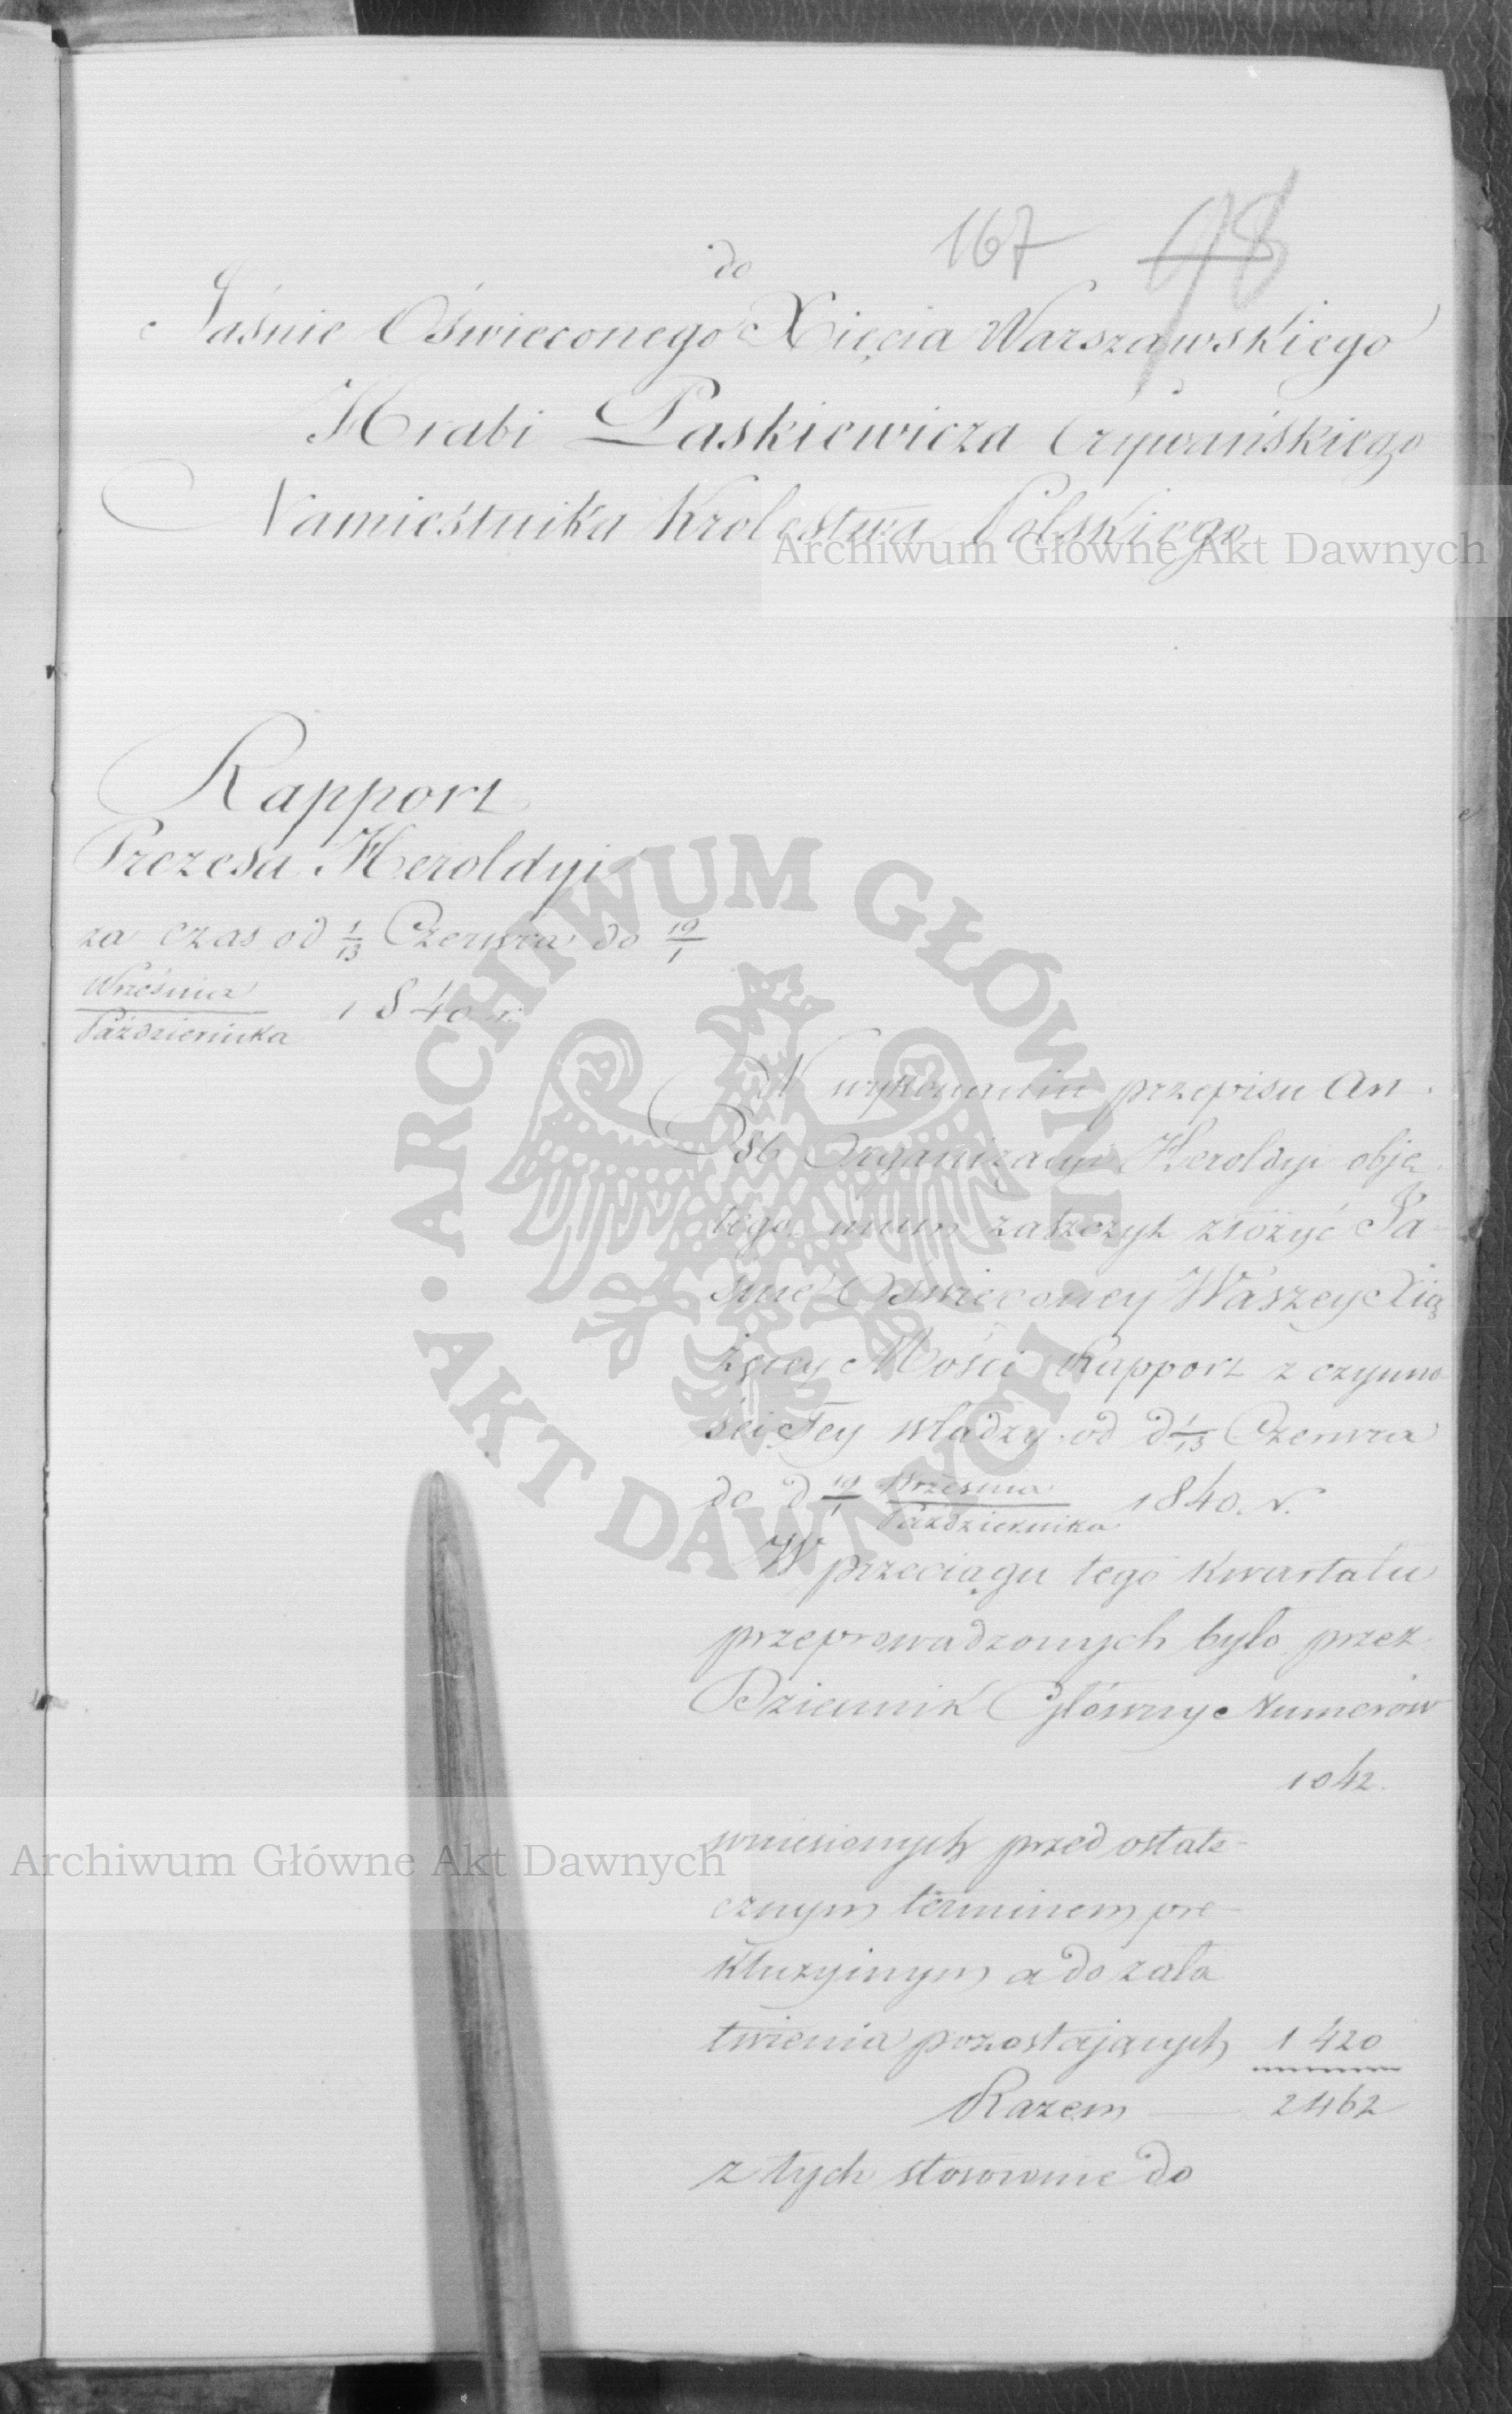 167 98
do
Jaśnie Oświeconego Xięcia Warszawskiego
Hrabi Paskiewicza Erywańskiego
Namiestnika Krolestwa Polskiego
Archiwum Główne Akt Dawnych
Rapport
Prezesa Heroldyi
za czas od 1/13 Czerwca do 19/1
Września/Października 1840 r.
ARCHIWUM GŁÓWNE AKT DAWNYCH
W wykonaniu przepisu Art
Organizacyi Heroldyi obję
tego mam zaszczyt złożyć Ja-
śnie Oświeconey Waszey Xią
żęcey Mości Rapport z czynno
ści Tey władzy od d 1/13 Czerwca
do d 19/1 Września/Października 1840 r.
W przeciągu tego kwartału
przeprowadzonych było przez
Dziennik Główny Numerów
1042.
wniesionych przed ostate-
Archiwum Główne Akt Dawnych
cznym terminem pre-
kluzyinym a do zała
twienia pozostających 1420
Razem — 2462
z tych stosownie do